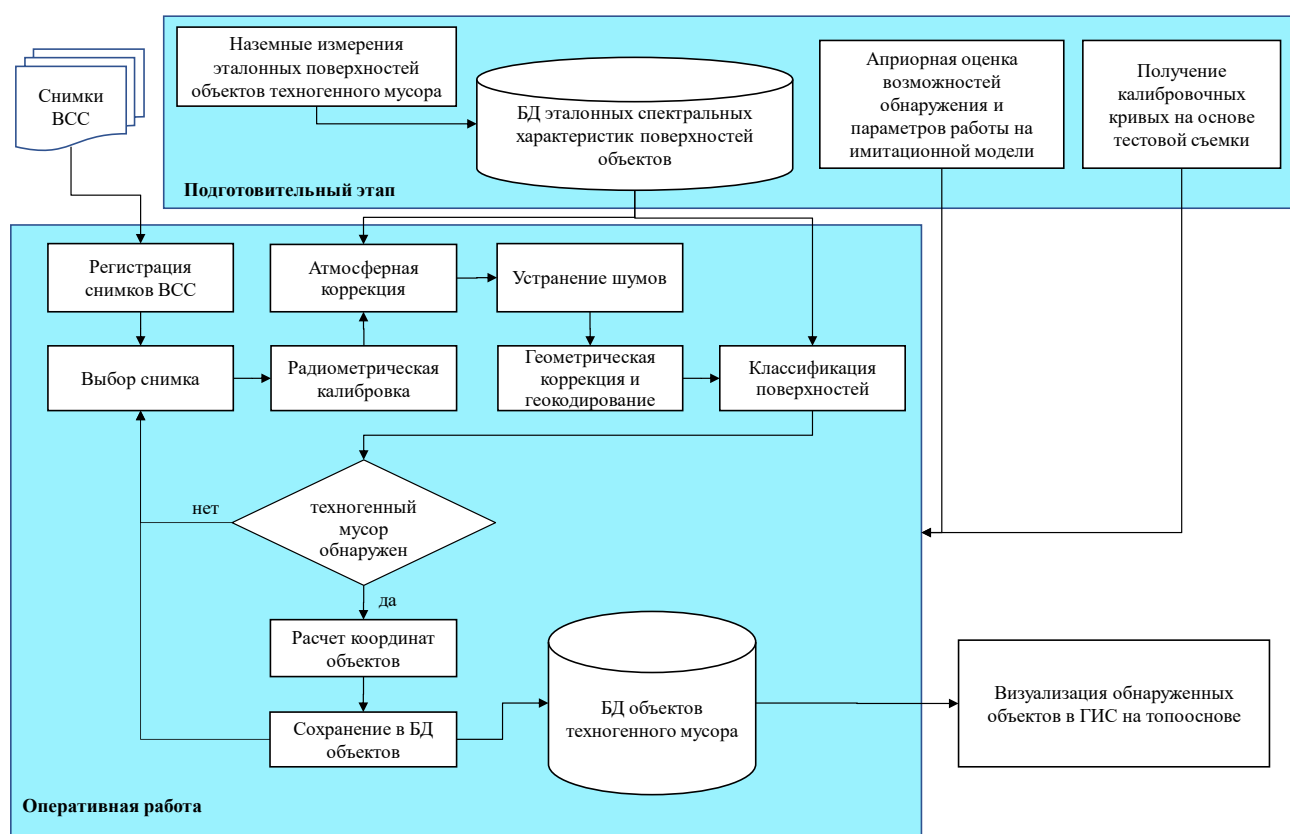 Снимки
ВСС
Наземные измерения
эталонных поверхностей
объектов техногенного мусора
БД эталонных спектральных
характеристик поверхностей
объектов
Априорная оценка
возможностей
обнаружения и
параметров работы на
имитационной модели
Получение
калибровочных
кривых на основе
тестовой съемки
Подготовительный этап
Регистрация
снимков ВСС
Атмосферная
коррекция
Устранение шумов
Выбор снимка
Радиометрическая
калибровка
Геометрическая
коррекция и
геокодирование
Классификация
поверхностей
нет
техногенный
мусор
обнаружен
да
Расчет координат
объектов
Сохранение в БД
объектов
БД объектов
техногенного мусора
Визуализация обнаруженных
объектов в ГИС на топооснове
Оперативная работа